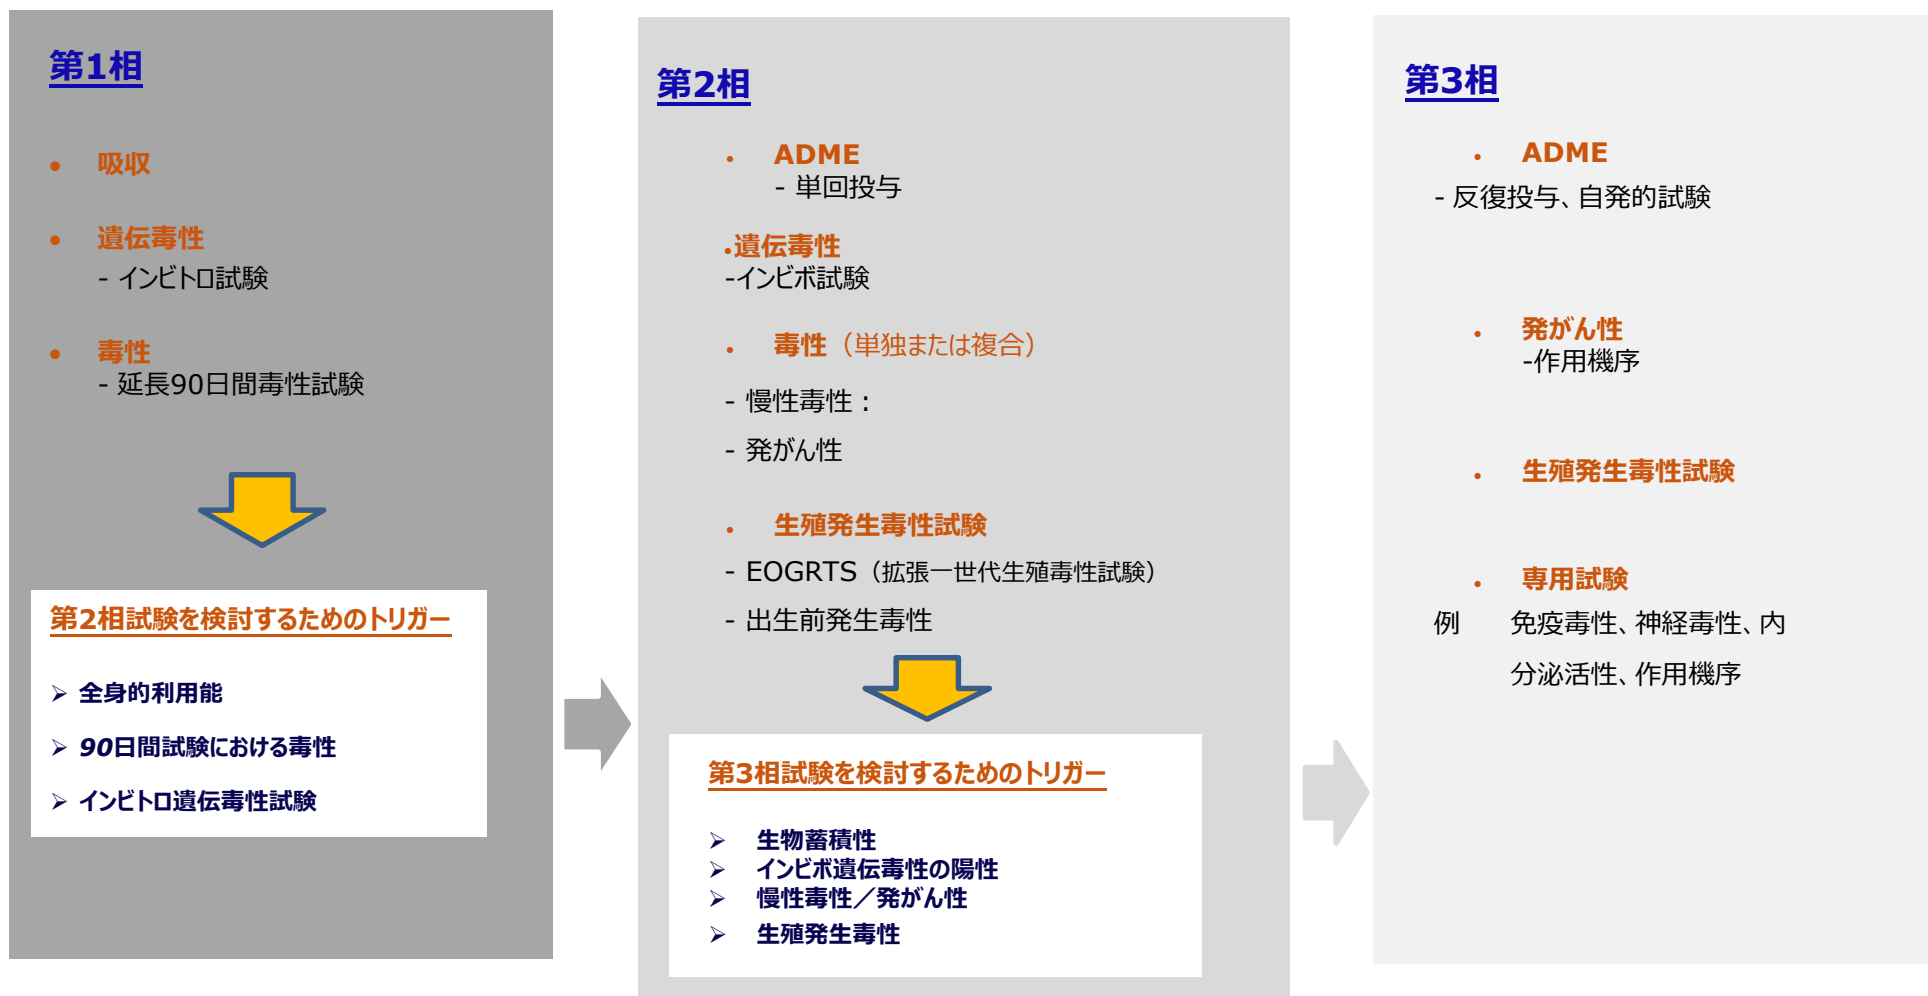 第1相
• 吸収
• 遺伝毒性
- インビトロ試験
• 毒性
- 延長90日間毒性試験
第2相試験を検討するためのトリガー
➢ 全身的利用能
➢ 90日間試験における毒性
➢ インビトロ遺伝毒性試験
第2相
• ADME
- 単回投与
•遺伝毒性
-インビボ試験
• 毒性（単独または複合）
- 慢性毒性：
- 発がん性
• 生殖発生毒性試験
- EOGRTS（拡張一世代生殖毒性試験）
- 出生前発生毒性
第3相試験を検討するためのトリガー
➢ 生物蓄積性
➢ インビボ遺伝毒性の陽性
➢ 慢性毒性／発がん性
➢ 生殖発生毒性
第3相
• ADME
- 反復投与、自発的試験
• 発がん性
-作用機序
• 生殖発生毒性試験
• 専用試験
例 免疫毒性、神経毒性、内
分泌活性、作用機序